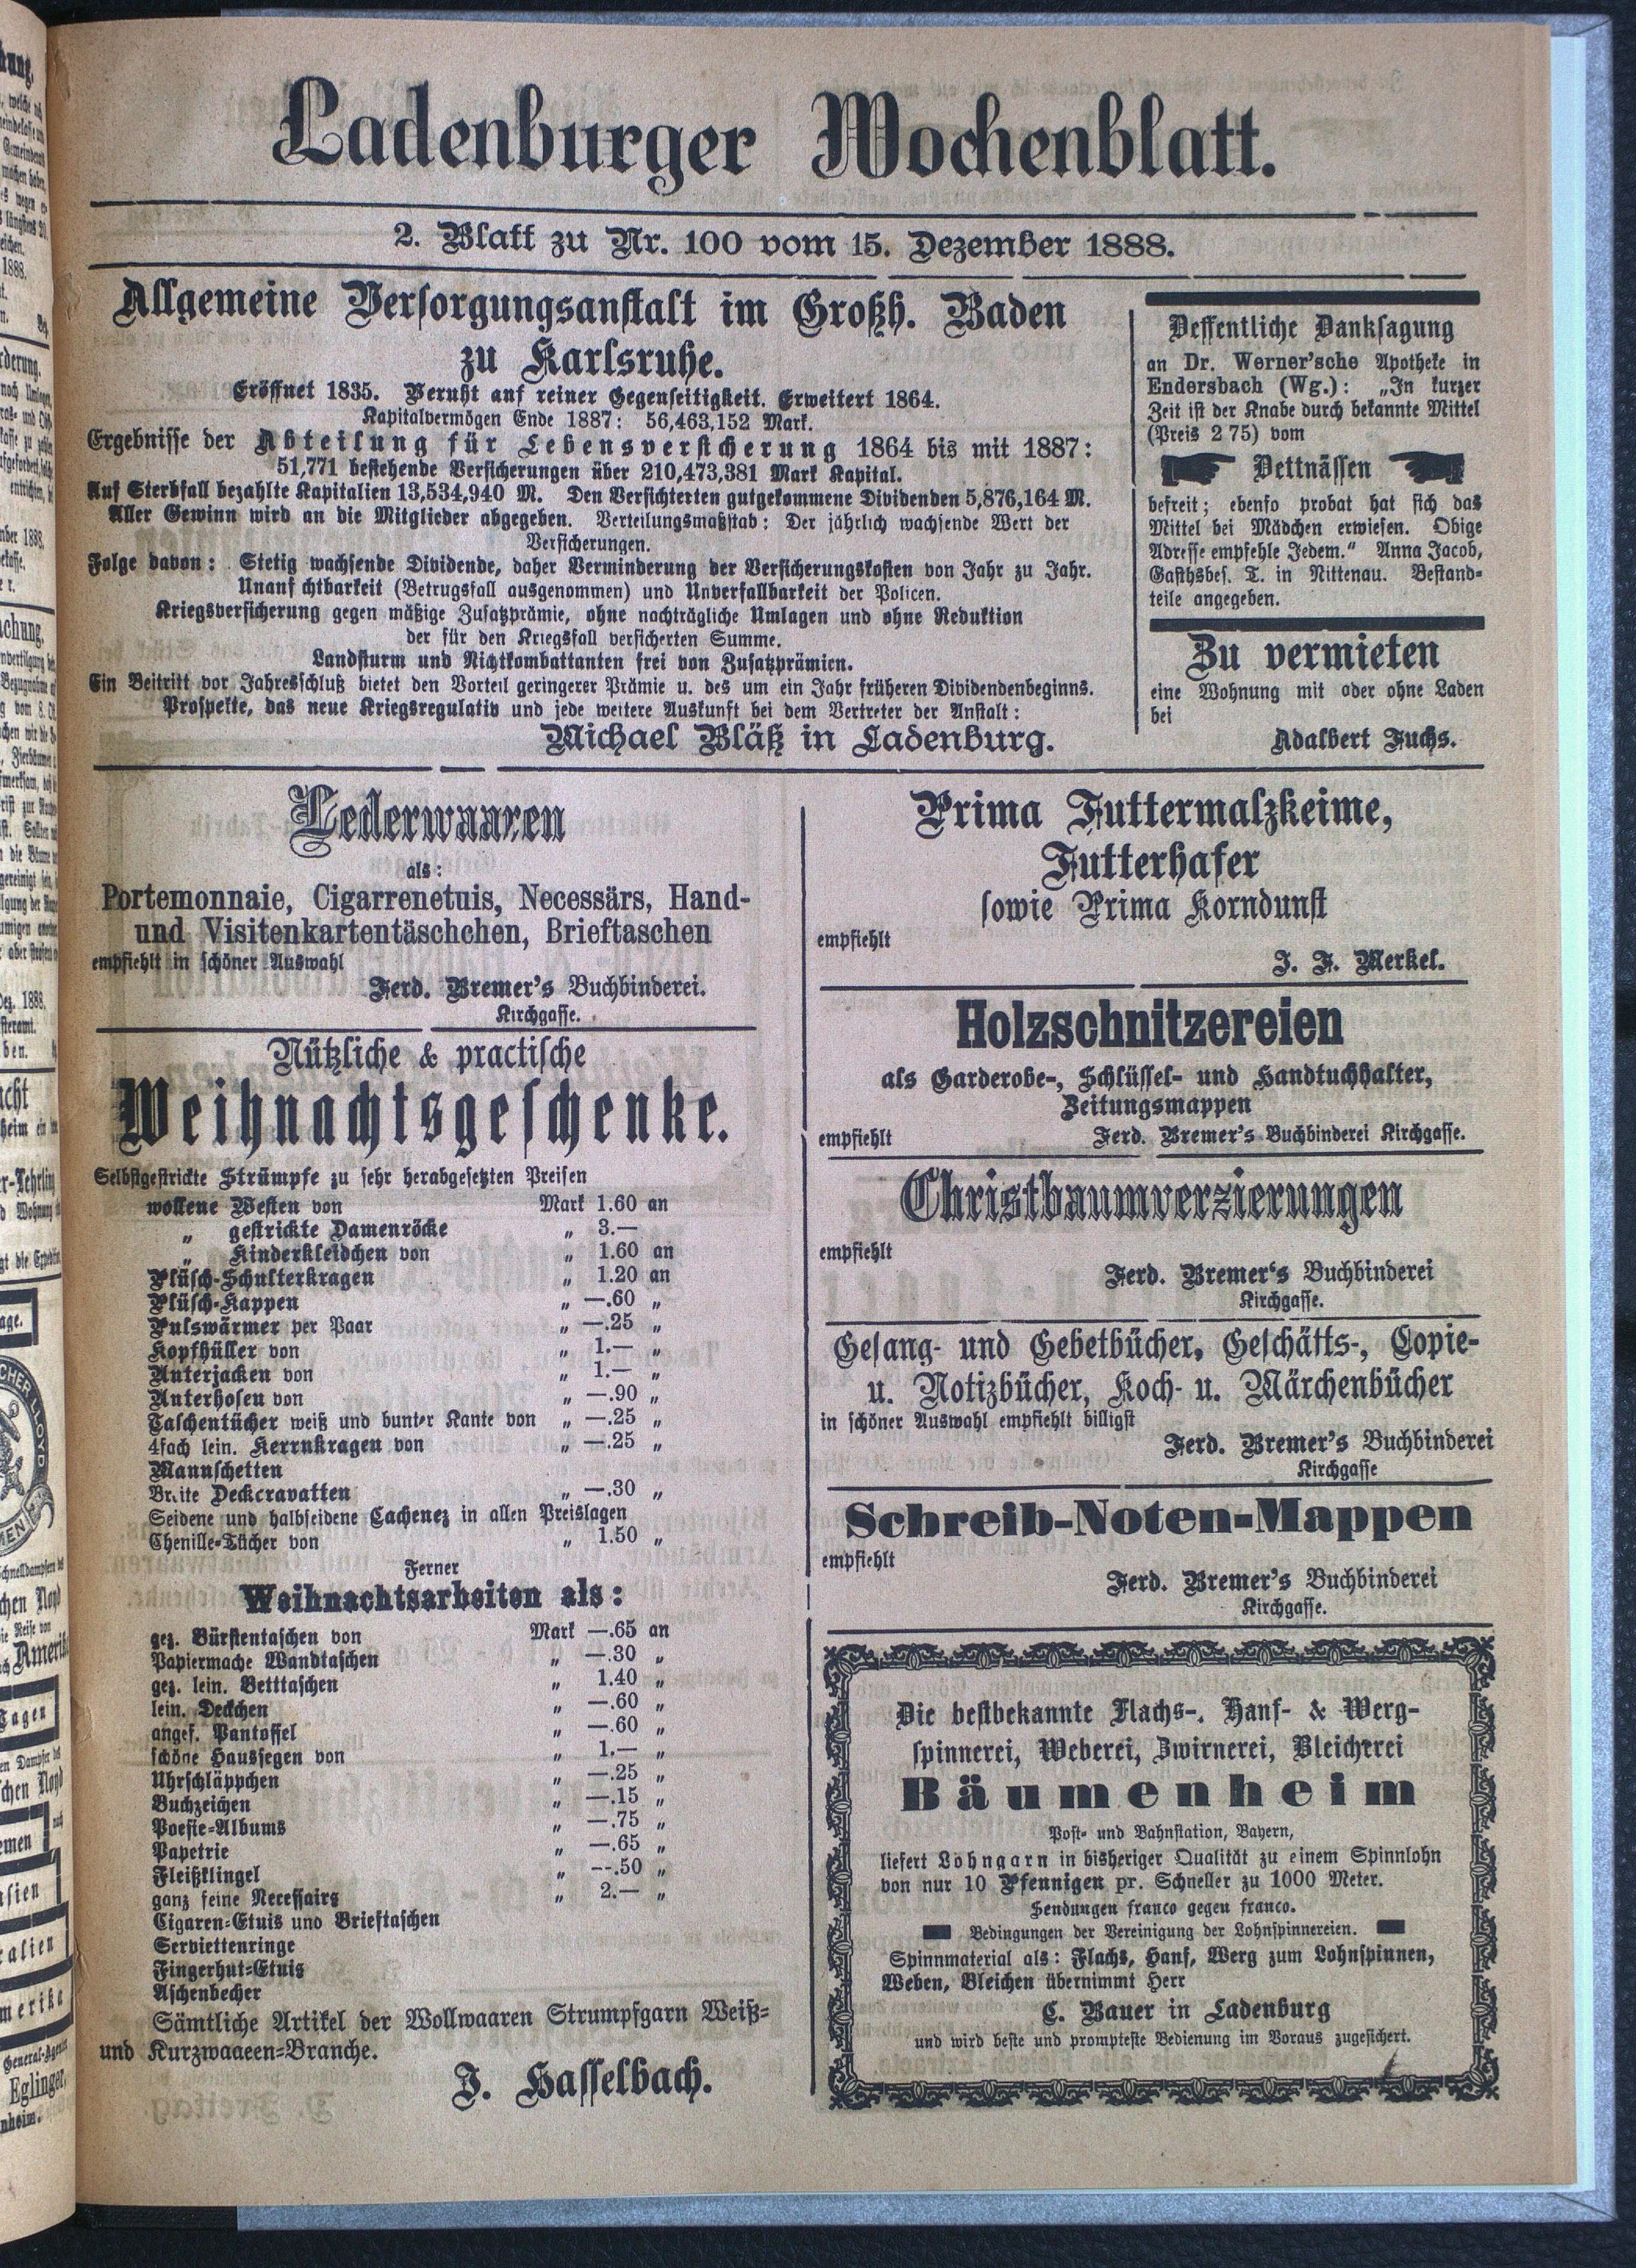 Ladenburger Wochenblatt.
2. Blatt zu Nr. 100 vom 15. Dezember 1888.
Allgemeine Versorgungsanstalt im Großh. Baden
zu Karlsruhe.
Eröffnet 1835. Beruht auf reiner Gegenseitigkeit. Erweitert 1864.
Kapitalvermögen Ende 1887: 56,463,152 Mark.
Ergebnisse der Abteilung für Lebensversicherung 1864 bis mit 1887:
51,771 bestehende Versicherungen über 210,473,381 Mark Kapital.
Auf Sterbfall bezahlte Kapitalien 13,534,940 M. Den Versicherten gutgekommene Dividenden 5,876,164 M.
Aller Gewinn wird an die Mitglieder abgegeben. Verteilungsmaßstab: Der jährlich wachsende Wert der
Versicherungen.
Folge davon: Stetig wachsende Dividende, daher Verminderung der Versicherungskosten von Jahr zu Jahr.
Unanf chtbarkeit (Betrugsfall ausgenommen) und Unverfallbarkeit der Policen.
Kriegsversicherung gegen mäßige Zusatzprämie, ohne nachträgliche Umlagen und ohne Reduktion
der für den Kriegsfall versicherten Summe.
Landsturm und Nichtkombattanten frei von Zusatzprämien.
Ein Beitritt vor Jahresschluß bietet den Vorteil geringerer Prämie u. des um ein Jahr früheren Dividendenbeginns.
Prospekte, das neue Kriegsregulativ und jede weitere Auskunft bei dem Vertreter der Anstalt:
Michael Bläß in Ladenburg.
Oeffentliche Danksagung
an Dr. Werner'sche Apotheke in
Endersbach (Wg.): „In kurzer
Zeit ist der Knabe durch bekannte Mittel
(Preis 2 75) vom
Bettnässen
befreit; ebenso probat hat sich das
Mittel bei Mädchen erwiesen. Obige
Adresse empfehle Jedem.“ Anna Jacob,
Gasthsbes. T. in Nittenau. Bestand-
teile angegeben.
Zu vermieten
eine Wohnung mit oder ohne Laden
bei
Adalbert Fuchs.
Lederwaaren
als:
Portemonnaie, Cigarrenetuis, Necessärs, Hand-
und Visitenkartentäschchen, Brieftaschen
empfiehlt in schöner Auswahl
Ferd. Bremer's Buchbinderei.
Kirchgasse.
Nützliche & practische
Weihnachtsgeschenke.
Selbstgestrickte Strümpfe zu sehr herabgesetzten Preisen
wollene Westen von Mark 1.60 an
„ gestrickte Damenröcke „ 3.—
„ Kinderkleidchen von „ 1.60 an
Plüsch-Schulterkragen „ 1.20 an
Plüsch-Kappen „ —.60 „
Pulswärmer per Paar „ —.25 „
Kopfhüller von „ 1.— „
Unterjacken von „ 1.— „
Unterhosen von „ —.90 „
Taschentücher weiß und bunter Kante von „ —.25 „
4fach lein. Herrnkragen von „ —.25 „
Mannschetten
Breite Deckcravatten „ —.30 „
Seidene und halbseidene Cachenez in allen Preislagen
Chenille-Tücher von „ 1.50 „
Ferner
Weihnachtsarbeiten als:
gez. Bürstentaschen von Mark —.65 an
Papiermache Wandtaschen „ —.30 „
gez. lein. Betttaschen „ 1.40 „
lein. Deckchen „ —.60 „
angef. Pantoffel „ —.60 „
schöne Haussegen von „ 1.— „
Uhrschläppchen „ —.25 „
Buchzeichen „ —.15 „
Poesie-Albums „ —.75 „
Papetrie „ —.65 „
Fleißklingel „ --.50 „
ganz feine Necessairs „ 2.— „
Cigaren-Etuis und Brieftaschen
Serviettenringe
Fingerhut-Etuis
Aschenbecher
Sämtliche Artikel der Wollwaaren Strumpfgarn Weiß-
und Kurzwaaeen-Branche.
J. Hasselbach.
Prima Futtermalzkeime,
Futterhafer
sowie Prima Korndunst
empfiehlt
J. F. Merkel.
Holzschnitzereien
als Garderobe-, Schlüssel- und Handtuchhalter,
Zeitungsmappen
empfiehlt Ferd. Bremer's Buchbinderei Kirchgasse.
Christbaumverzierungen
empfiehlt
Ferd. Bremer's Buchbinderei
Kirchgasse.
Gesang- und Gebetbücher, Geschäfts-, Copie-
u. Notizbücher, Koch- u. Märchenbücher
in schöner Auswahl empfiehlt billigst
Ferd. Bremer's Buchbinderei
Kirchgasse
Schreib-Noten-Mappen
empfiehlt
Ferd. Bremer's Buchbinderei
Kirchgasse.
Die bestbekannte Flachs-, Hanf- & Werg-
spinnerei, Weberei, Zwirnerei, Bleicherei
Bäumenheim
Post- und Bahnstation, Bayern,
liefert Lohngarn in bisheriger Qualität zu einem Spinnlohn
von nur 10 Pfennigen pr. Schneller zu 1000 Meter.
Sendungen franco gegen franco.
Bedingungen der Vereinigung der Lohnspinnereien.
Spinnmaterial als: Flachs, Hanf, Werg zum Lohnspinnen,
Weben, Bleichen übernimmt Herr
C. Bauer in Ladenburg
und wird beste und prompteste Bedienung im Voraus zugesichert.